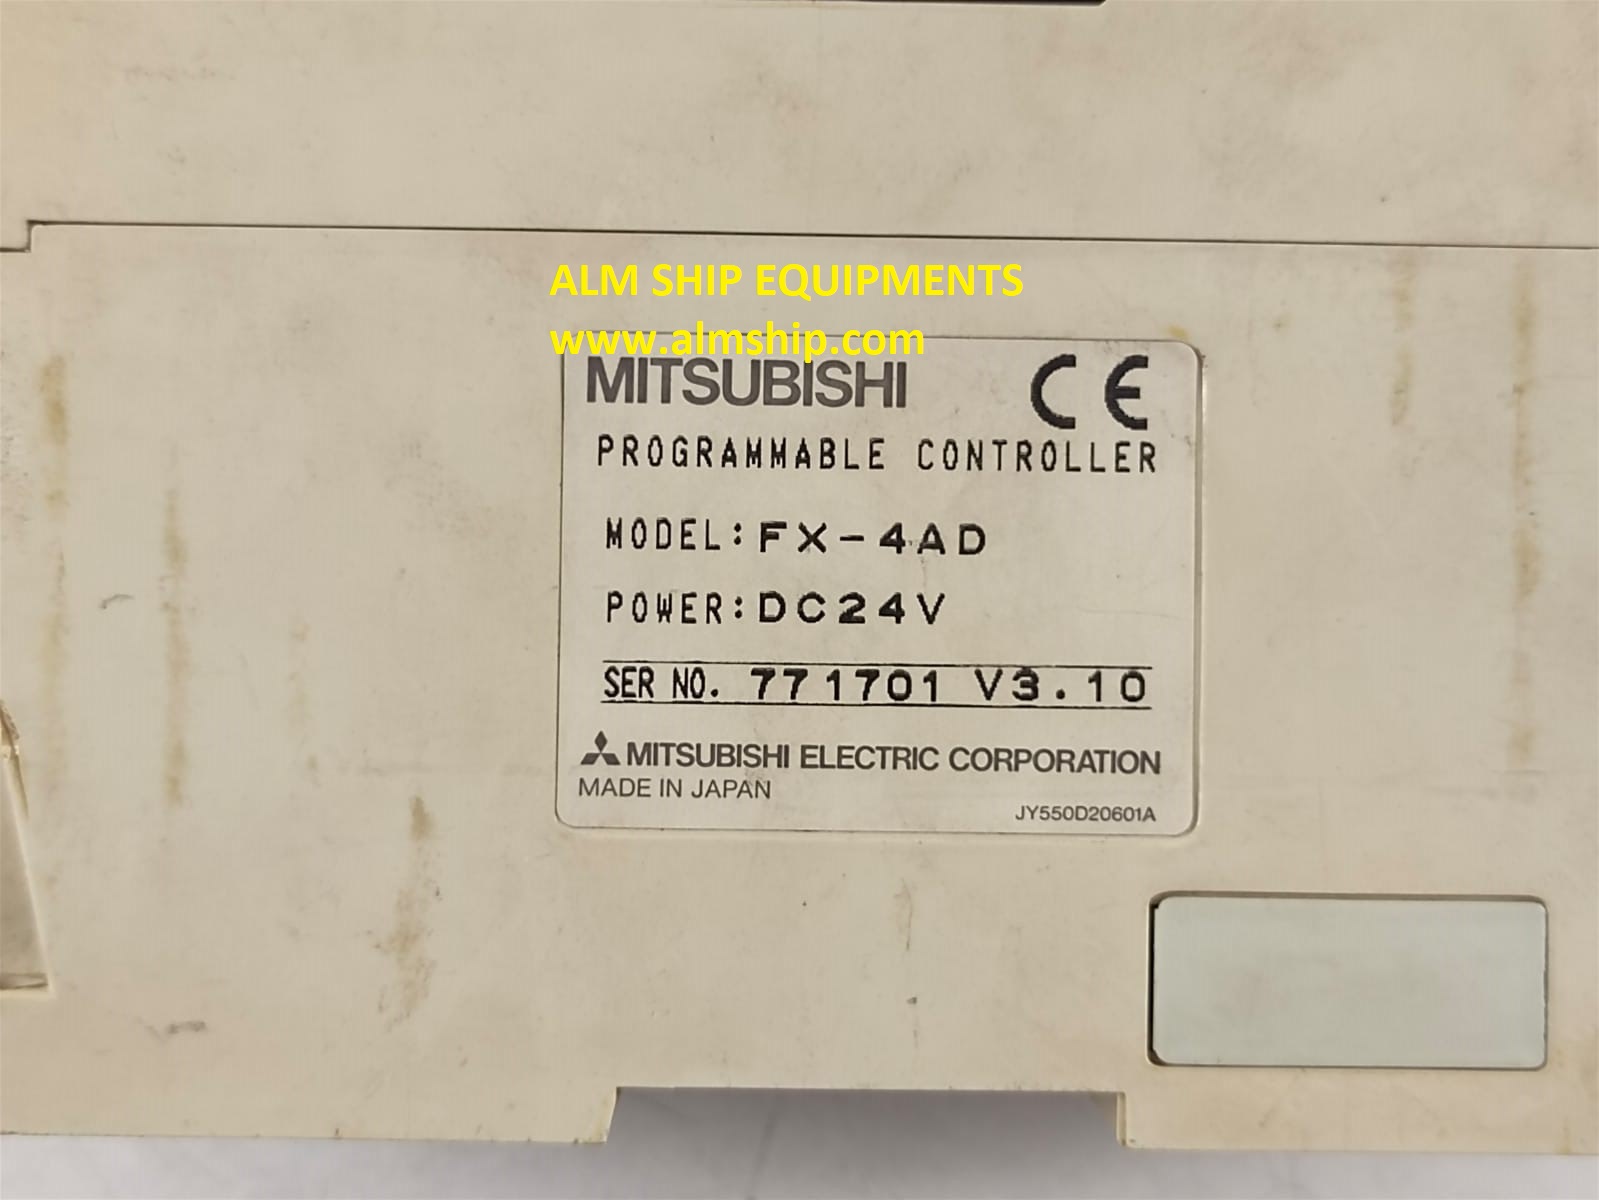 ALM SHIP EQUIPMENTS
www.almship.com
MITSUBISHI CE
PROGRAMMABLE CONTROLLER
MODEL: FX-4AD
POWER: DC24V
SER NO. 771701 V3.10
MITSUBISHI ELECTRIC CORPORATION
MADE IN JAPAN
JY550D20601A